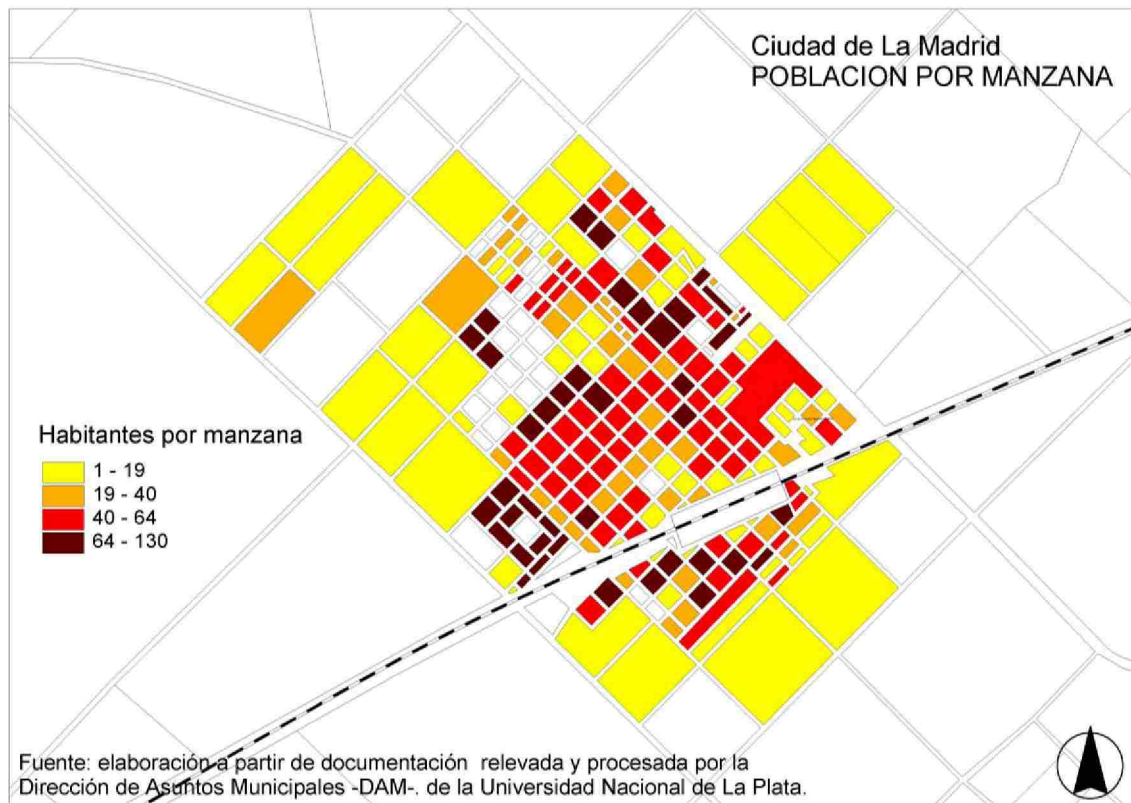 Ciudad de La Madrid
POBLACION POR MANZANA
Habitantes por manzana
1 - 19
19 - 40
40 - 64
64 - 130
Fuente: elaboración a partir de documentación relevada y procesada por la
Dirección de Asuntos Municipales -DAM-. de la Universidad Nacional de La Plata.